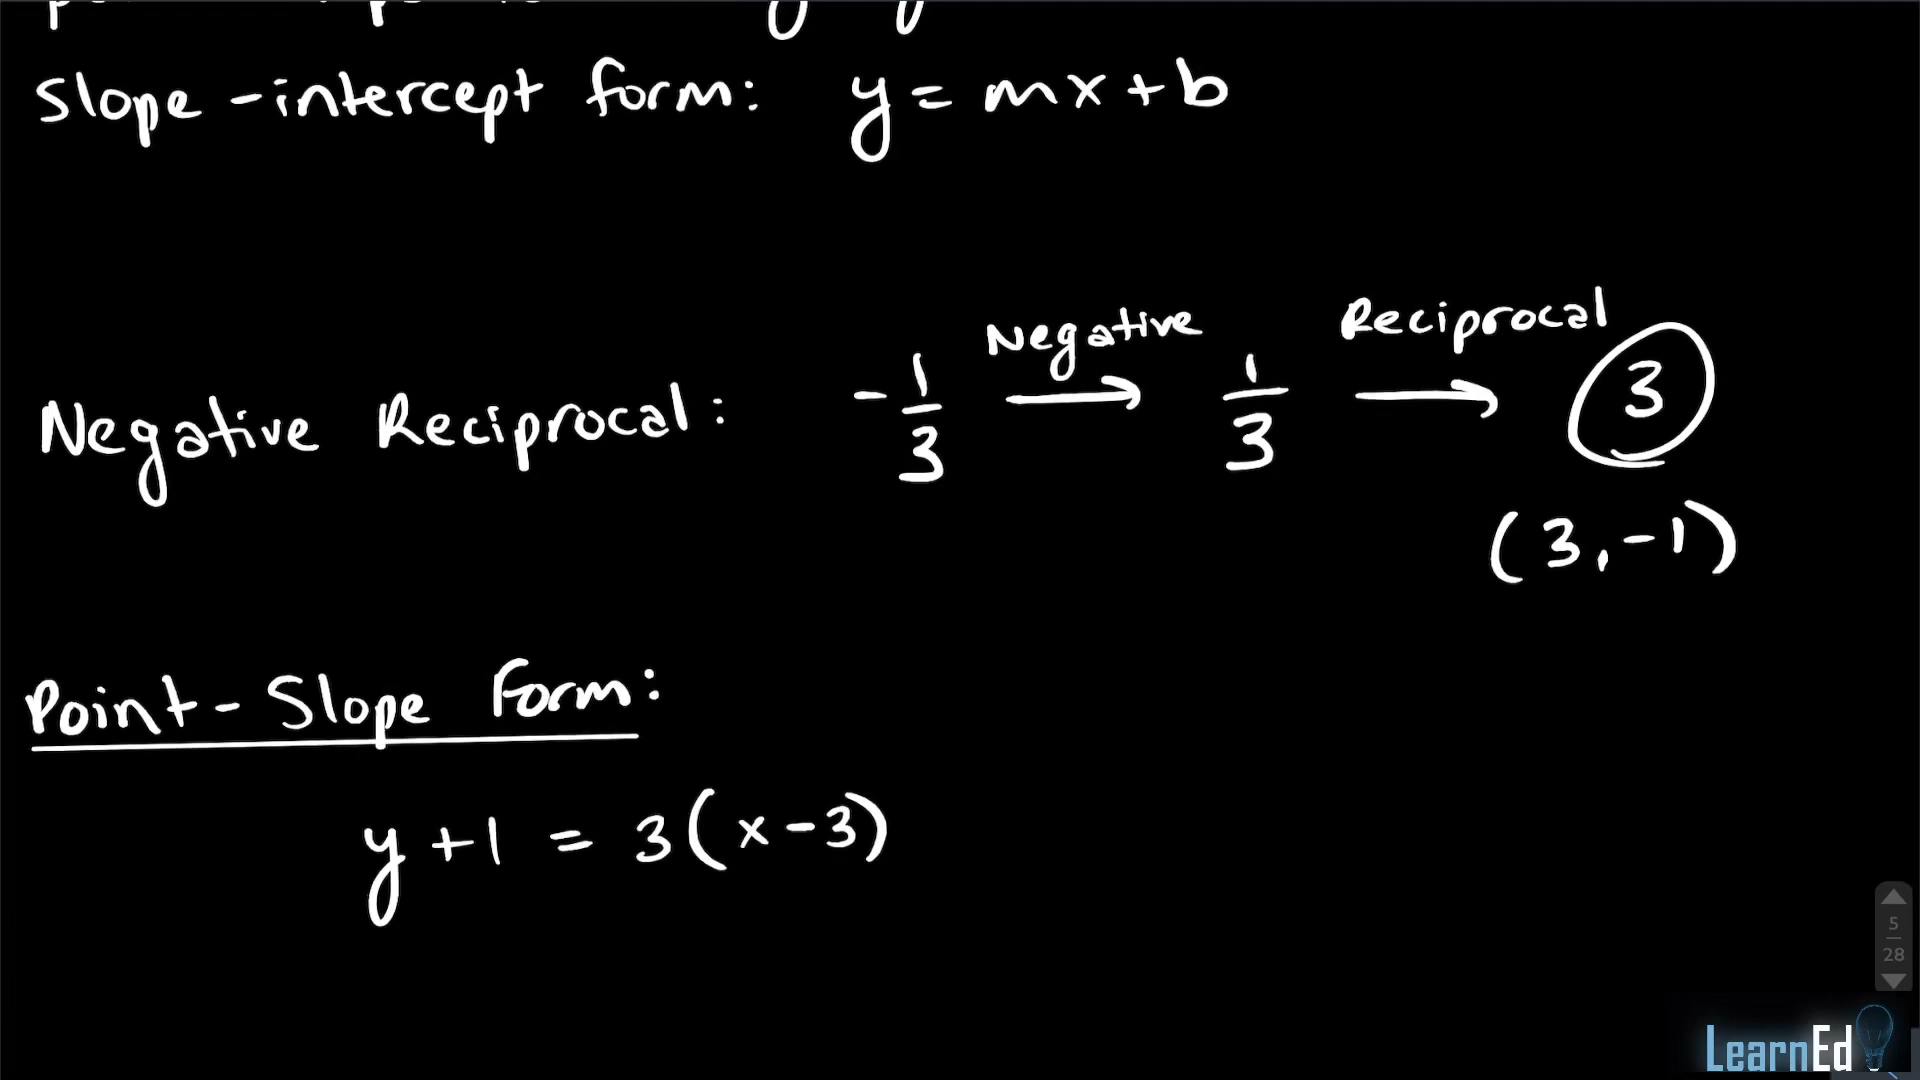 Slope-intercept form: y = mx + b
Negative Reciprocal
Negative Reciprocal: -1/3 → 1/3 → 3
(3, -1)
Point-Slope Form:
y + 1 = 3(x - 3)
5
28
LearnEd